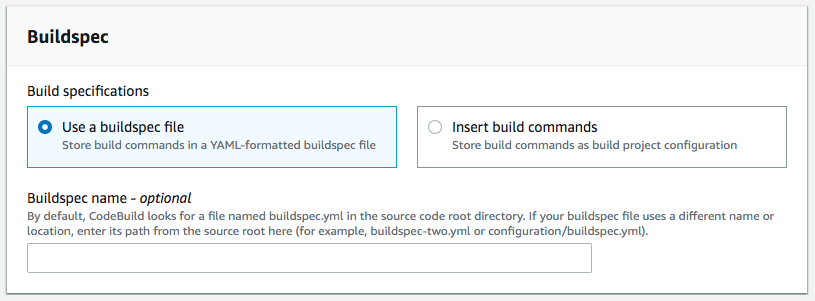 Buildspec
Build specifications
Use a buildspec file
Store build commands in a YAML-formatted buildspec file
Insert build commands
Store build commands as build project configuration
Buildspec name - optional
By default, CodeBuild looks for a file named buildspec.yml in the source code root directory. If your buildspec file uses a different name or
location, enter its path from the source root here (for example, buildspec-two.yml or configuration/buildspec.yml).